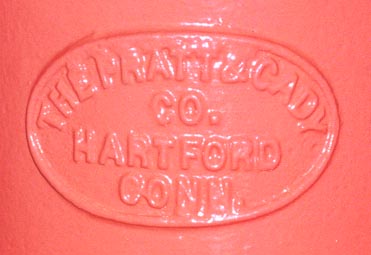 THE PRATT & CADY
CO.
HARTFORD
CONN.